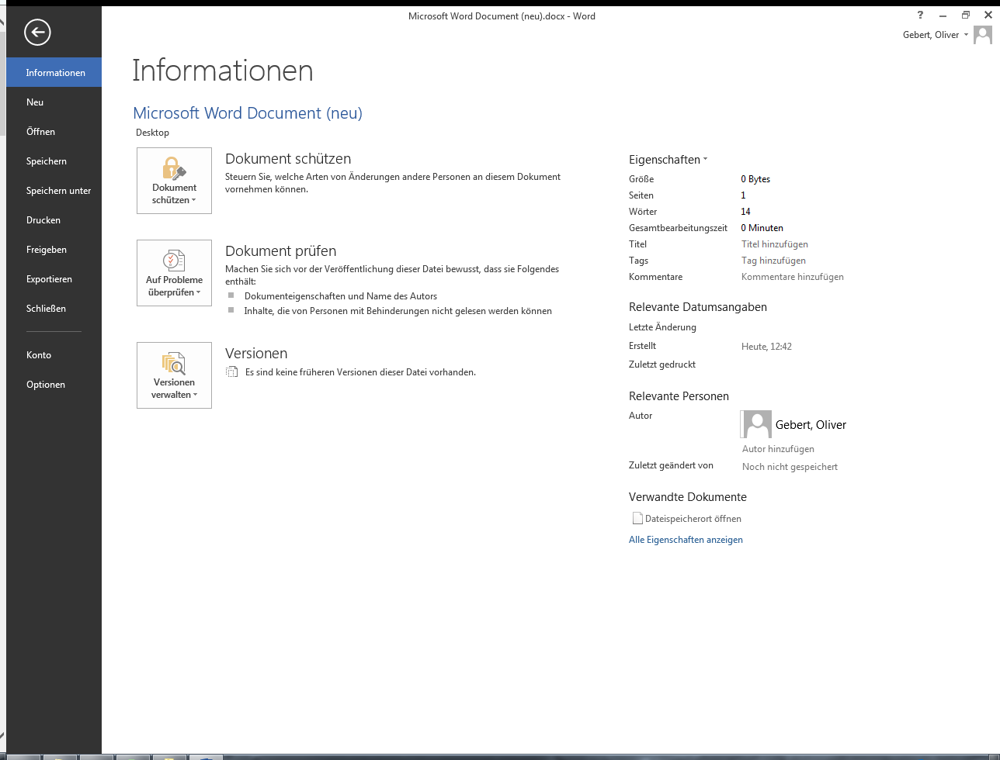 Microsoft Word Document (neu).docx - Word
?
Gebert, Oliver
Informationen
Neu
Öffnen
Speichern
Speichern unter
Drucken
Freigeben
Exportieren
Schließen
Konto
Optionen
Informationen
Microsoft Word Document (neu)
Desktop
Dokument
schützen
Dokument schützen
Steuern Sie, welche Arten von Änderungen andere Personen an diesem Dokument
vornehmen können.
Auf Probleme
überprüfen
Dokument prüfen
Machen Sie sich vor der Veröffentlichung dieser Datei bewusst, dass sie Folgendes
enthält:
Dokumenteigenschaften und Name des Autors
Inhalte, die von Personen mit Behinderungen nicht gelesen werden können
Versionen
verwalten
Versionen
Es sind keine früheren Versionen dieser Datei vorhanden.
Eigenschaften
Größe 0 Bytes
Seiten 1
Wörter 14
Gesamtbearbeitungszeit 0 Minuten
Titel Titel hinzufügen
Tags Tag hinzufügen
Kommentare Kommentare hinzufügen
Relevante Datumsangaben
Letzte Änderung
Erstellt Heute, 12:42
Zuletzt gedruckt
Relevante Personen
Autor
Gebert, Oliver
Autor hinzufügen
Zuletzt geändert von Noch nicht gespeichert
Verwandte Dokumente
Dateispeicherort öffnen
Alle Eigenschaften anzeigen